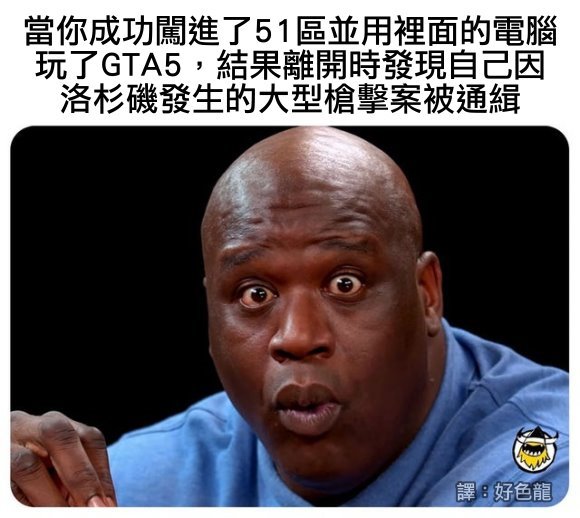 當你成功闖進了51區並用裡面的電腦
玩了GTA5，結果離開時發現自己因
洛杉磯發生的大型槍擊案被通緝
譯：好色龍